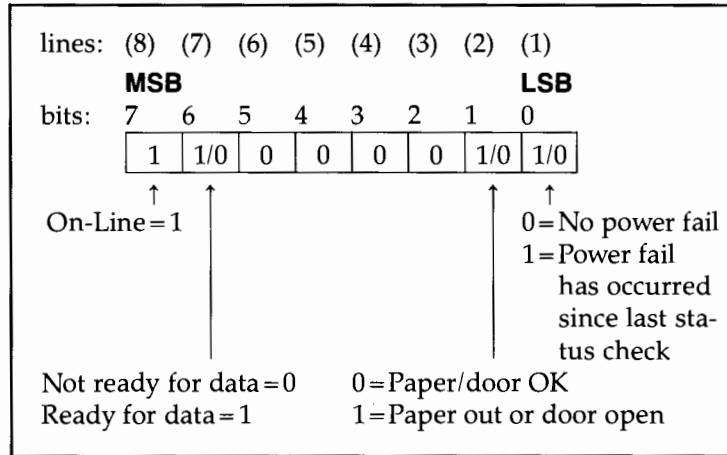 lines: (8) (7) (6) (5) (4) (3) (2) (1)
MSB LSB
bits: 7 6 5 4 3 2 1 0
1 1/0 0 0 0 0 1/0 1/0
On-Line=1
0=No power fail
1=Power fail
has occurred
since last sta-
tus check
Not ready for data=0
Ready for data=1
0=Paper/door OK
1=Paper out or door open